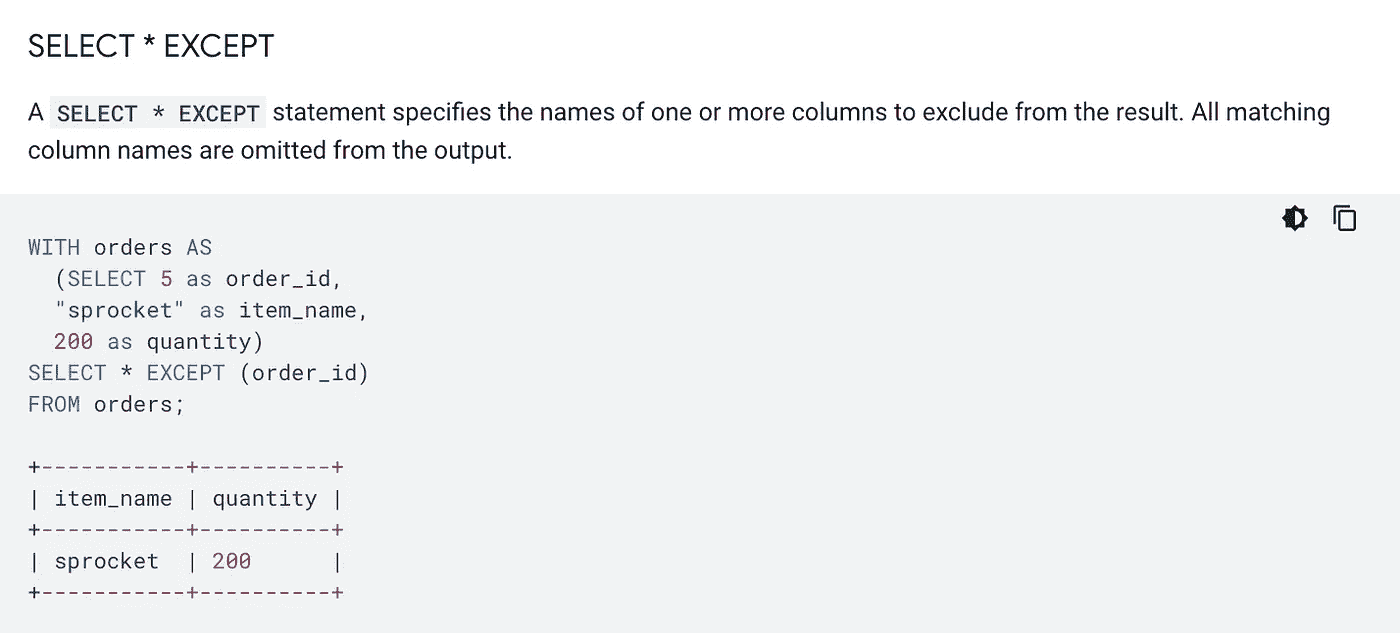 SELECT * EXCEPT
A SELECT * EXCEPT statement specifies the names of one or more columns to exclude from the result. All matching
column names are omitted from the output.
WITH orders AS
  (SELECT 5 as order_id,
  "sprocket" as item_name,
  200 as quantity)
SELECT * EXCEPT (order_id)
FROM orders;
+-----------+----------+
| item_name | quantity |
+-----------+----------+
| sprocket  | 200      |
+-----------+----------+